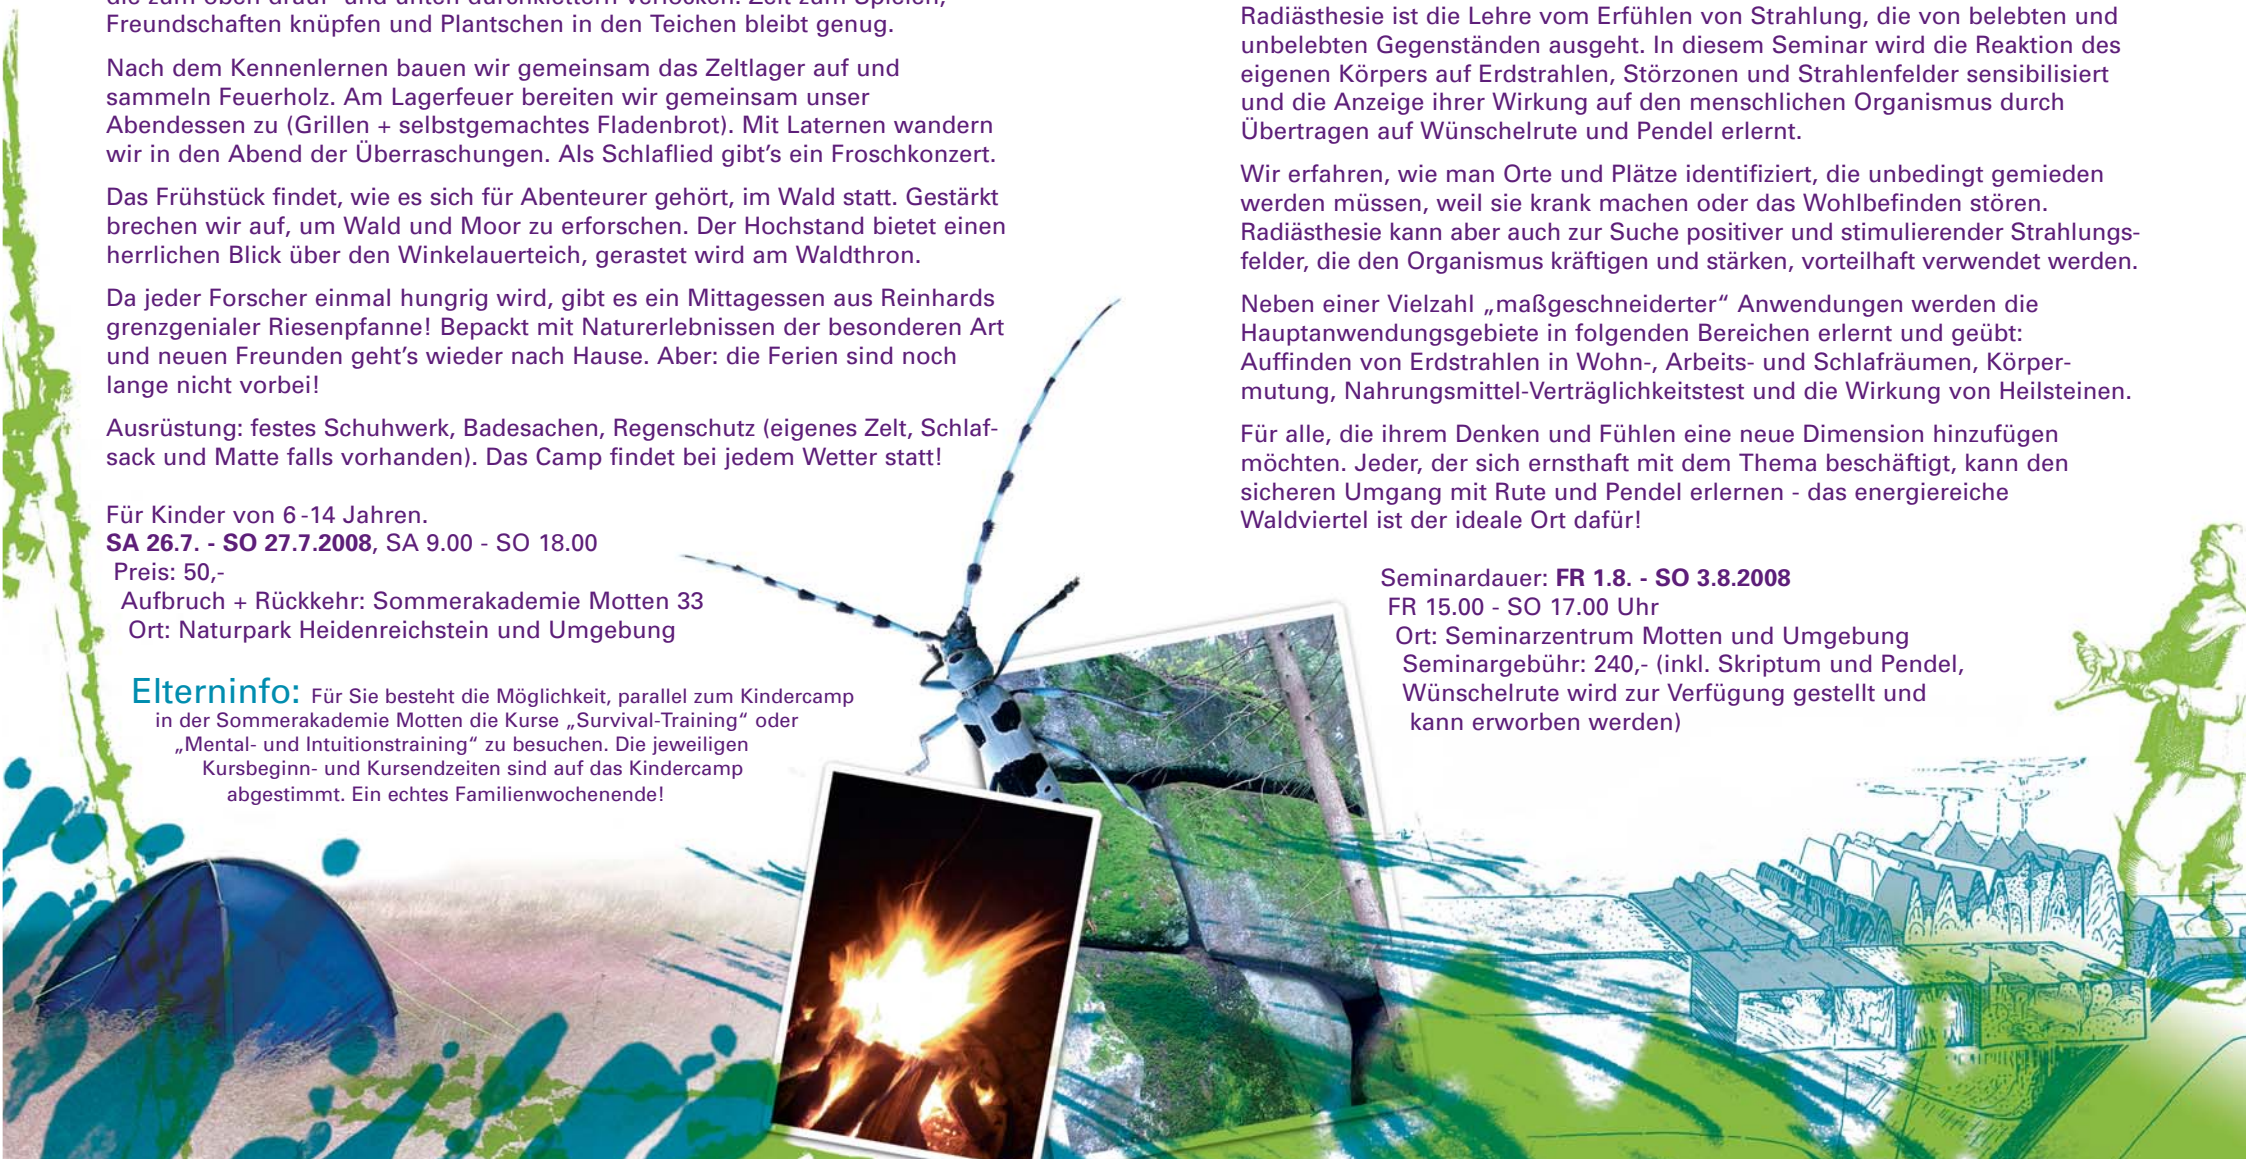 Freundschaften knüpfen und Plantschen in den Teichen bleibt genug.
Nach dem Kennenlernen bauen wir gemeinsam das Zeltlager auf und
sammeln Feuerholz. Am Lagerfeuer bereiten wir gemeinsam unser
Abendessen zu (Grillen + selbstgemachtes Fladenbrot). Mit Laternen wandern
wir in den Abend der Überraschungen. Als Schlaflied gibt's ein Froschkonzert.
Das Frühstück findet, wie es sich für Abenteurer gehört, im Wald statt. Gestärkt
brechen wir auf, um Wald und Moor zu erforschen. Der Hochstand bietet einen
herrlichen Blick über den Winkelauerteich, gerastet wird am Waldthron.
Da jeder Forscher einmal hungrig wird, gibt es ein Mittagessen aus Reinhards
grenzgenialer Riesenpfanne! Bepackt mit Naturerlebnissen der besonderen Art
und neuen Freunden geht's wieder nach Hause. Aber: die Ferien sind noch
lange nicht vorbei!
Ausrüstung: festes Schuhwerk, Badesachen, Regenschutz (eigenes Zelt, Schlaf-
sack und Matte falls vorhanden). Das Camp findet bei jedem Wetter statt!
Für Kinder von 6-14 Jahren.
SA 26.7. - SO 27.7.2008, SA 9.00 - SO 18.00
Preis: 50,-
Aufbruch + Rückkehr: Sommerakademie Motten 33
Ort: Naturpark Heidenreichstein und Umgebung
Elterninfo: Für Sie besteht die Möglichkeit, parallel zum Kindercamp
in der Sommerakademie Motten die Kurse „Survival-Training“ oder
„Mental- und Intuitionstraining“ zu besuchen. Die jeweiligen
Kursbeginn- und Kursendzeiten sind auf das Kindercamp
abgestimmt. Ein echtes Familienwochenende!
Radiästhesie ist die Lehre vom Erfühlen von Strahlung, die von belebten und
unbelebten Gegenständen ausgeht. In diesem Seminar wird die Reaktion des
eigenen Körpers auf Erdstrahlen, Störzonen und Strahlenfelder sensibilisiert
und die Anzeige ihrer Wirkung auf den menschlichen Organismus durch
Übertragen auf Wünschelrute und Pendel erlernt.
Wir erfahren, wie man Orte und Plätze identifiziert, die unbedingt gemieden
werden müssen, weil sie krank machen oder das Wohlbefinden stören.
Radiästhesie kann aber auch zur Suche positiver und stimulierender Strahlungs-
felder, die den Organismus kräftigen und stärken, vorteilhaft verwendet werden.
Neben einer Vielzahl „maßgeschneiderter“ Anwendungen werden die
Hauptanwendungsgebiete in folgenden Bereichen erlernt und geübt:
Auffinden von Erdstrahlen in Wohn-, Arbeits- und Schlafräumen, Körper-
mutung, Nahrungsmittel-Verträglichkeitstest und die Wirkung von Heilsteinen.
Für alle, die ihrem Denken und Fühlen eine neue Dimension hinzufügen
möchten. Jeder, der sich ernsthaft mit dem Thema beschäftigt, kann den
sicheren Umgang mit Rute und Pendel erlernen - das energiereiche
Waldviertel ist der ideale Ort dafür!
Seminardauer: FR 1.8. - SO 3.8.2008
FR 15.00 - SO 17.00 Uhr
Ort: Seminarzentrum Motten und Umgebung
Seminargebühr: 240,- (inkl. Skriptum und Pendel,
Wünschelrute wird zur Verfügung gestellt und
kann erworben werden)